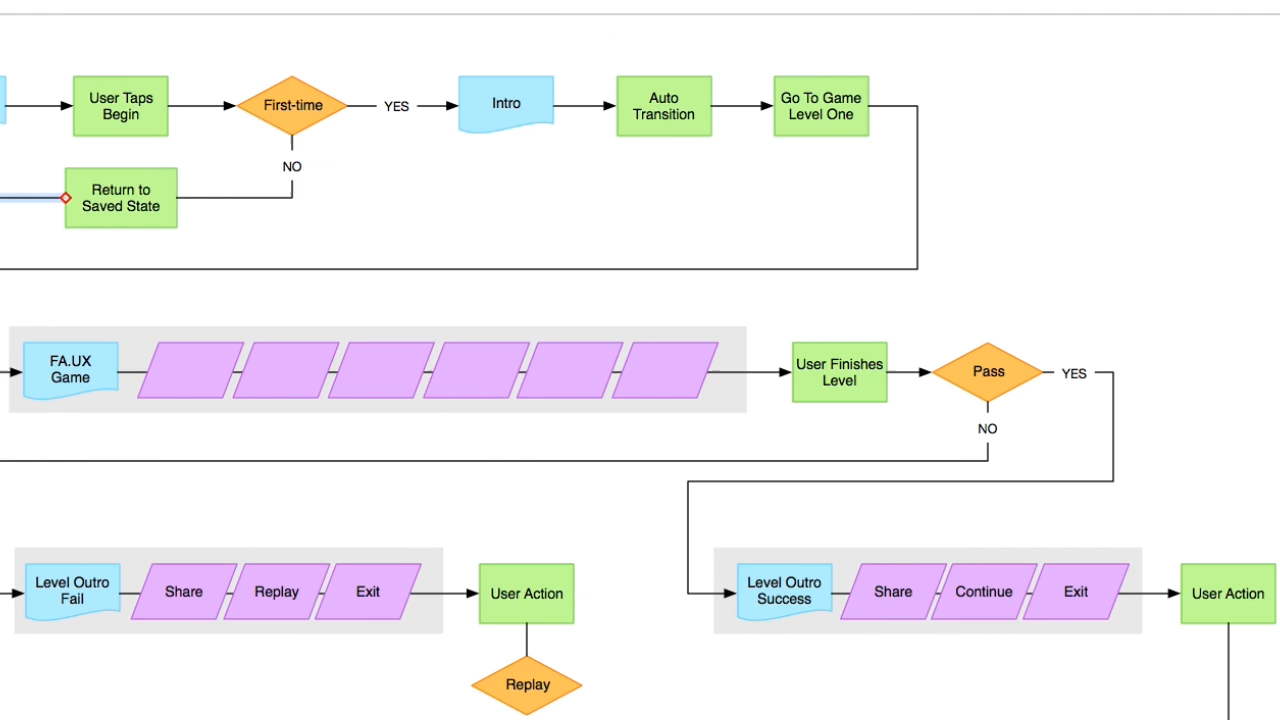 User Taps
Begin
First-time
YES
Intro
Auto
Transition
Go To Game
Level One
NO
Return to
Saved State
FA.UX
Game
User Finishes
Level
Pass
YES
NO
Level Outro
Fail
Share
Replay
Exit
User Action
Replay
Level Outro
Success
Share
Continue
Exit
User Action